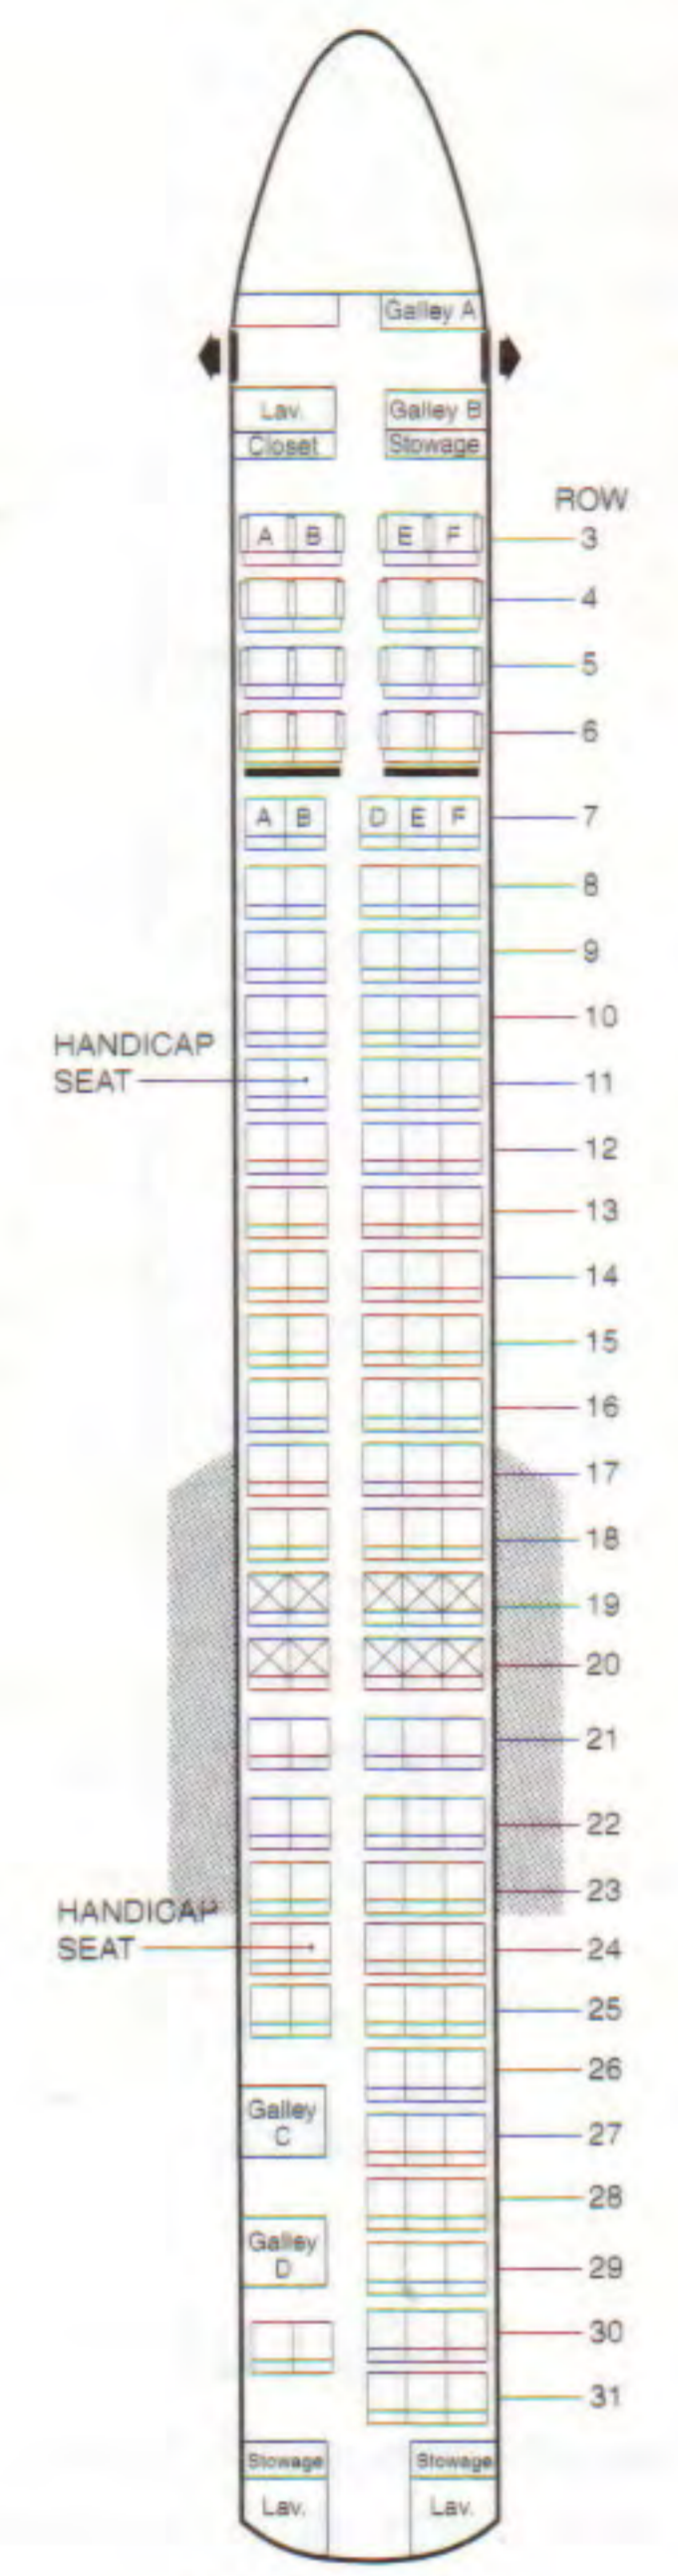 Galley A
Lav. Galley B
Closet Stowage
ROW
A B E F 3
4
5
6
A B D E F 7
8
9
10
HANDICAP
SEAT 11
12
13
14
15
16
17
18
19
20
21
22
23
HANDICAP
SEAT 24
25
26
Galley
C 27
28
Galley
D 29
30
31
Stowage Stowage
Lav. Lav.